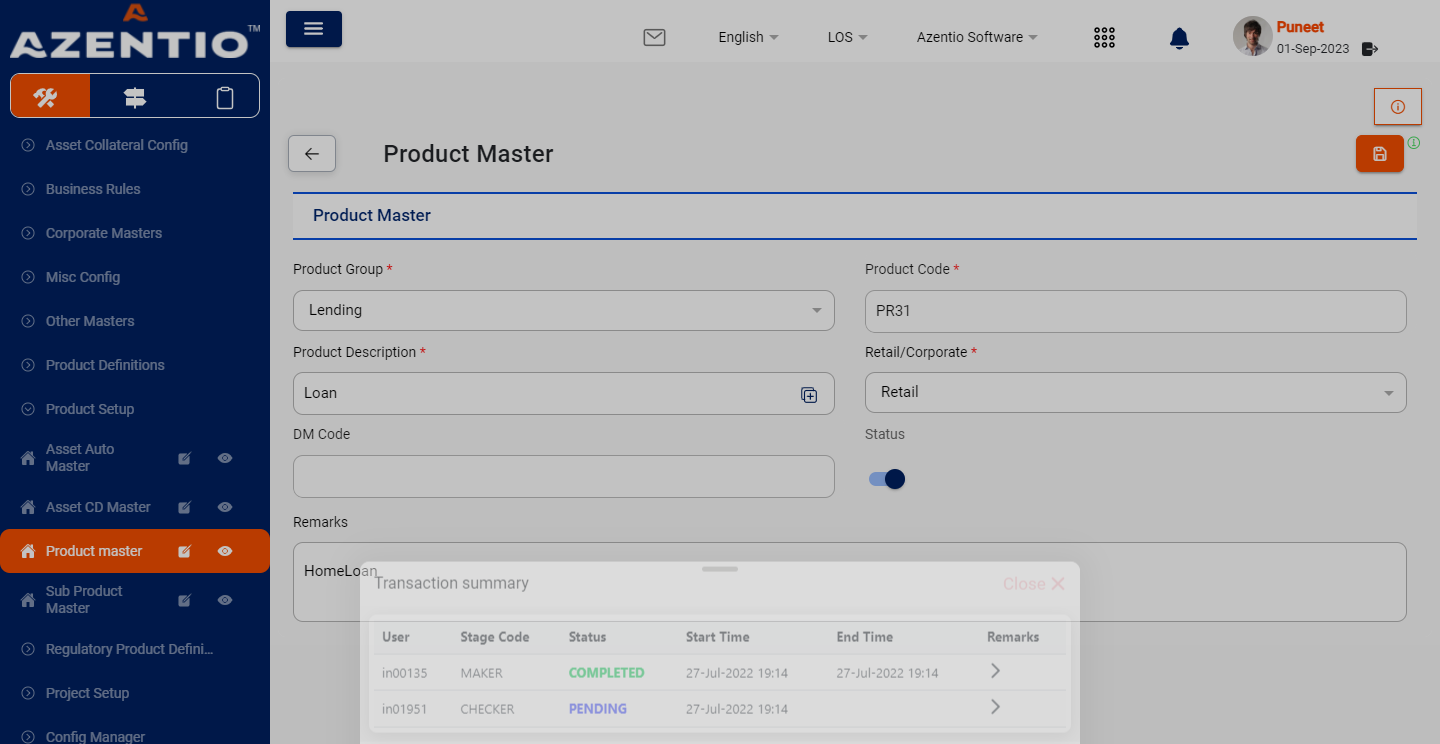 AZENTIO™
English
LOS
Azentio Software
Puneet
01-Sep-2023
Asset Collateral Config
Business Rules
Corporate Masters
Misc Config
Other Masters
Product Definitions
Product Setup
Asset Auto
Master
Asset CD Master
Product master
Sub Product
Master
Regulatory Product Defini...
Project Setup
Config Manager
Product Master
Product Master
Product Group *
Product Code *
Lending
PR31
Product Description *
Retail/Corporate *
Loan
Retail
DM Code
Status
Remarks
HomeLoan
Transaction summary
Close
User Stage Code Status Start Time End Time Remarks
in00135 MAKER COMPLETED 27-Jul-2022 19:14 27-Jul-2022 19:14
in01951 CHECKER PENDING 27-Jul-2022 19:14